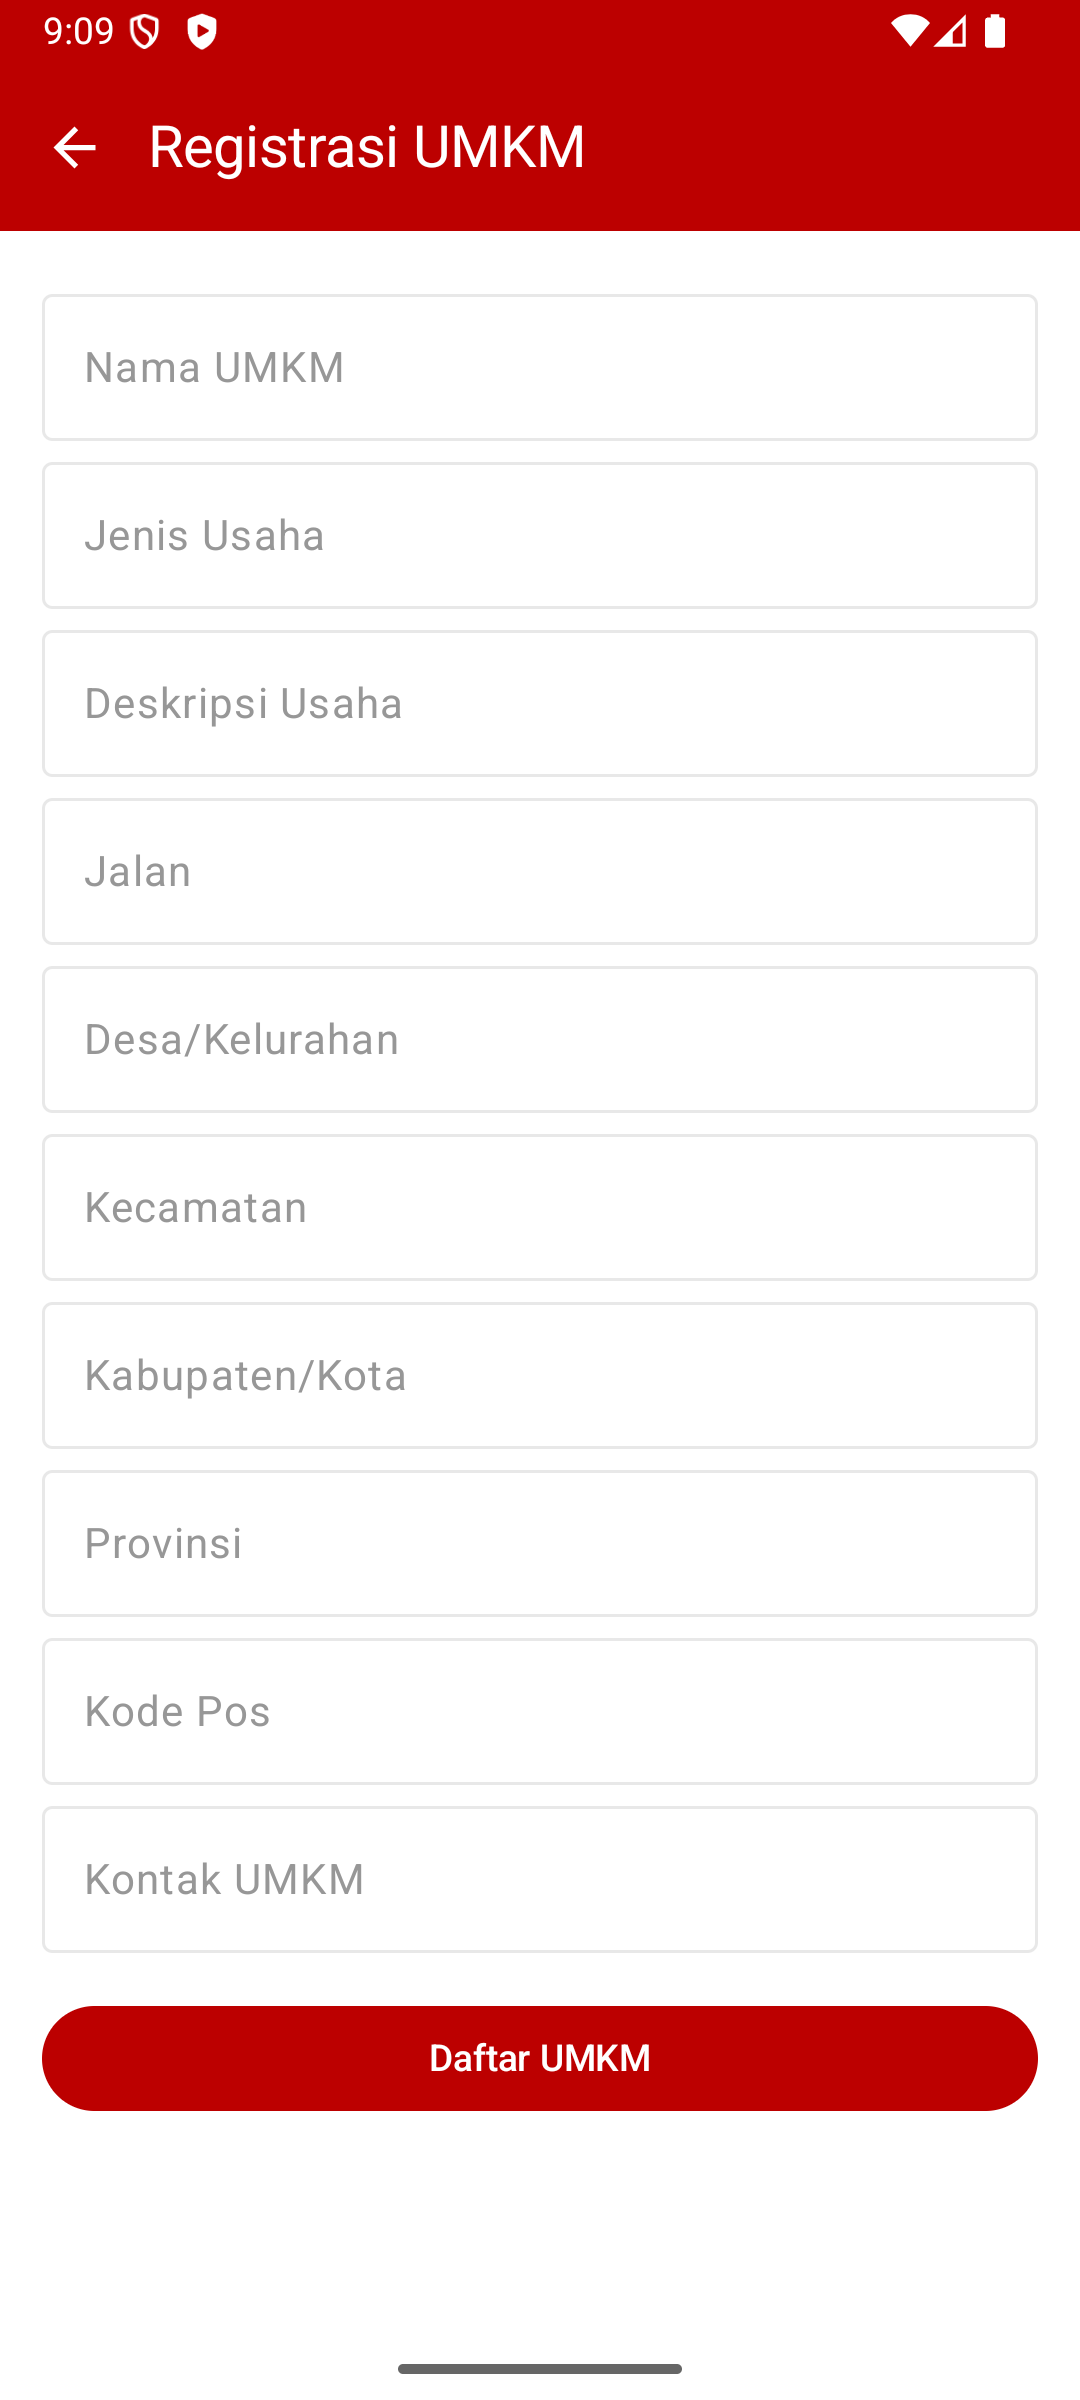 9:09
Registrasi UMKM
Nama UMKM
Jenis Usaha
Deskripsi Usaha
Jalan
Desa/Kelurahan
Kecamatan
Kabupaten/Kota
Provinsi
Kode Pos
Kontak UMKM
Daftar UMKM